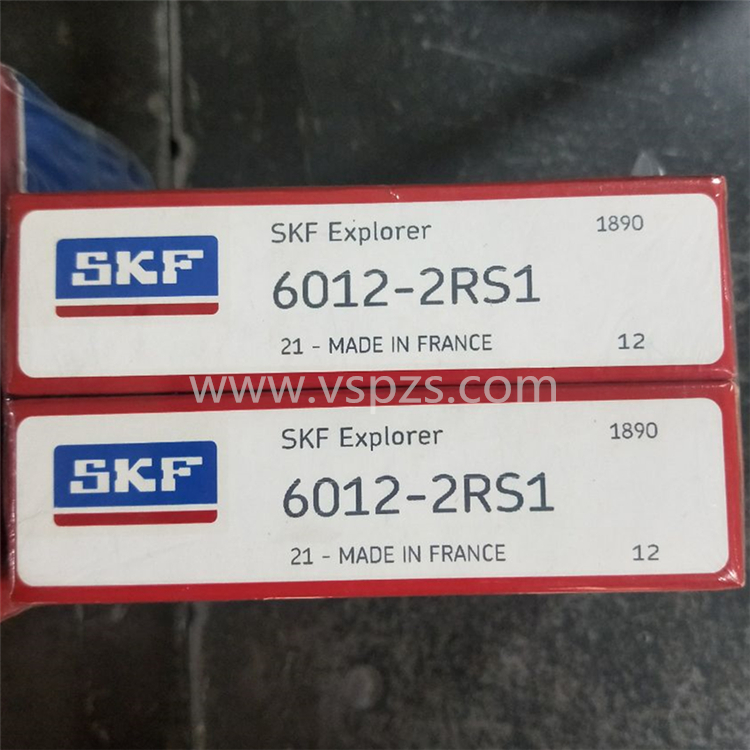 SKF Explorer 1890
SKF
6012-2RS1
21 - MADE IN FRANCE 12
www.vspzs.com
SKF Explorer 1890
SKF
6012-2RS1
21 - MADE IN FRANCE 12